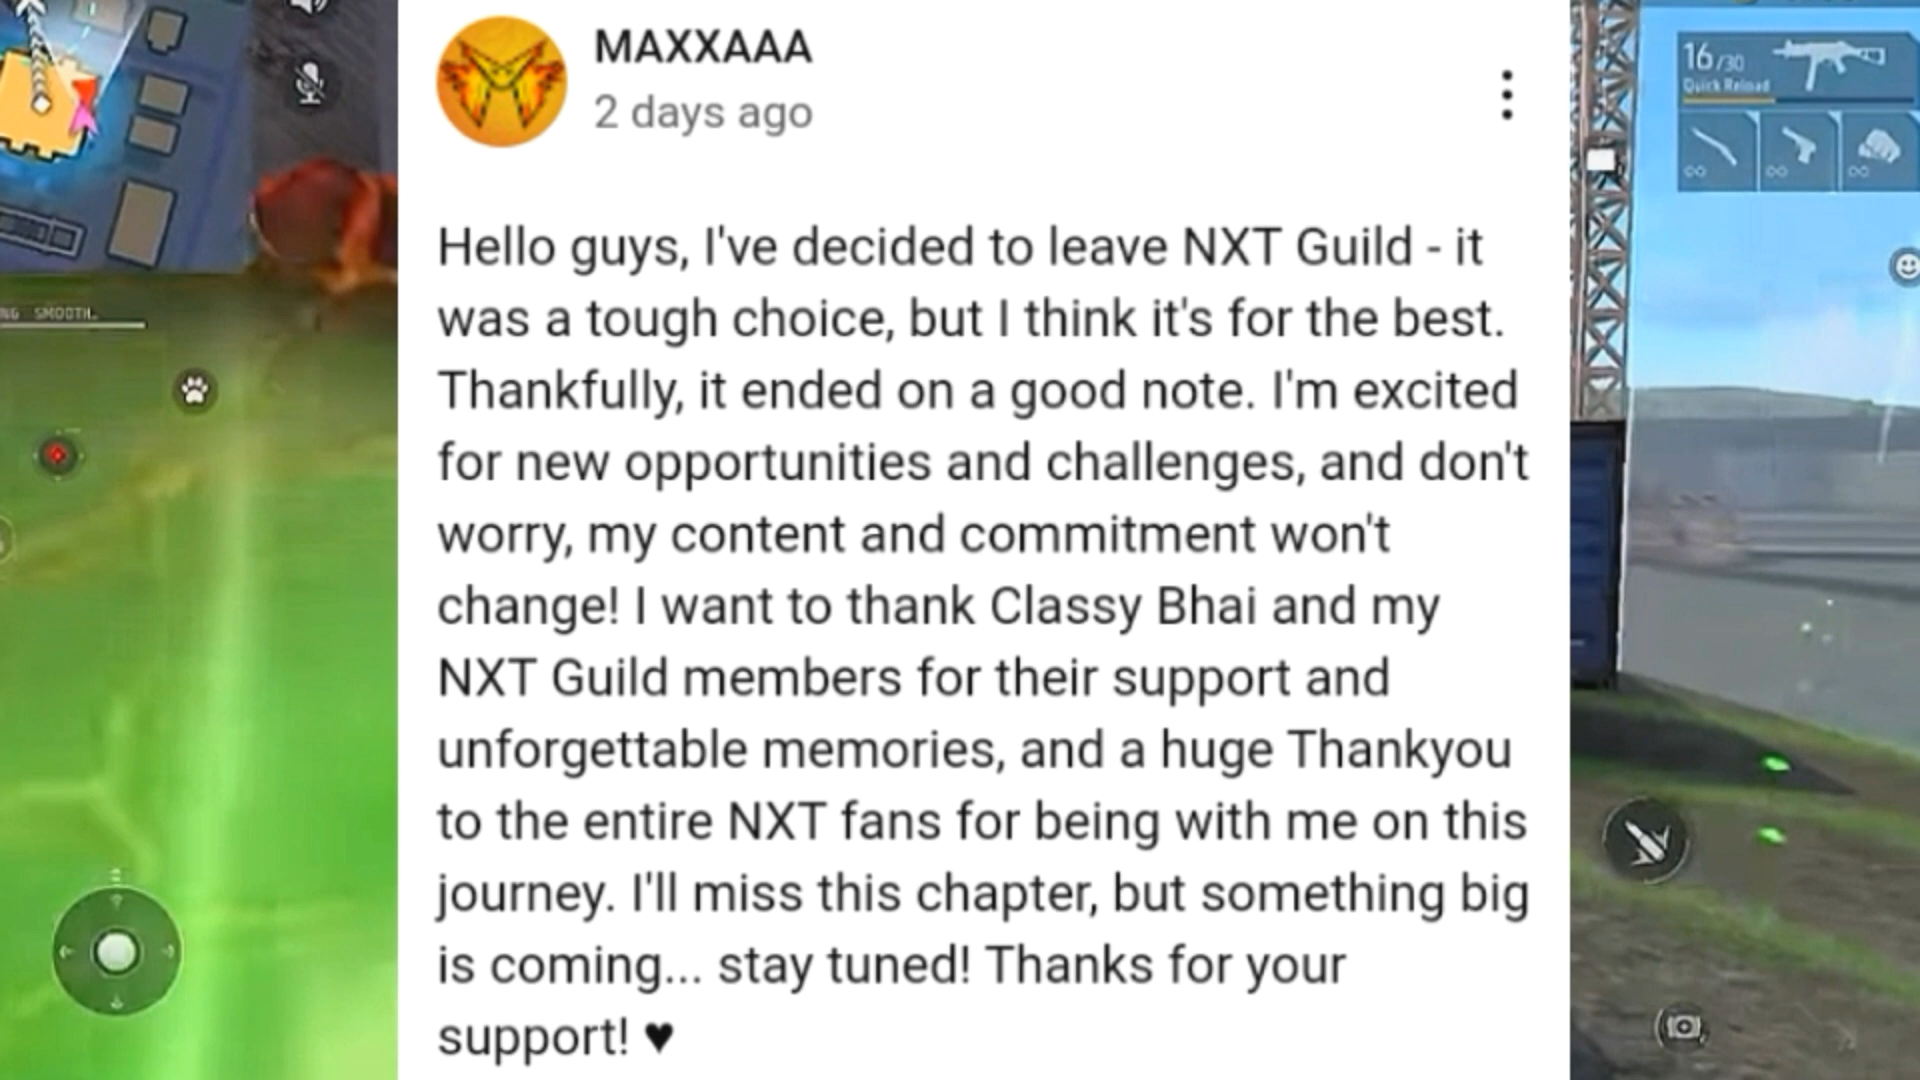 MAXXAAA
2 days ago
Hello guys, I've decided to leave NXT Guild - it
was a tough choice, but I think it's for the best.
Thankfully, it ended on a good note. I'm excited
for new opportunities and challenges, and don't
worry, my content and commitment won't
change! I want to thank Classy Bhai and my
NXT Guild members for their support and
unforgettable memories, and a huge Thankyou
to the entire NXT fans for being with me on this
journey. I'll miss this chapter, but something big
is coming... stay tuned! Thanks for your
support! ♥
NG SMOOTH.
16/30
Quick Reload
∞ ∞ ∞